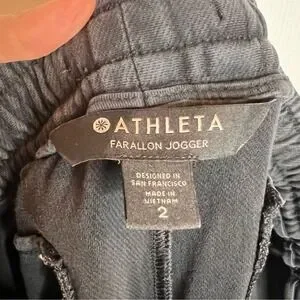 ATHLETA
FARALLON JOGGER
DESIGNED IN
SAN FRANCISCO
MADE IN
VIETNAM
2